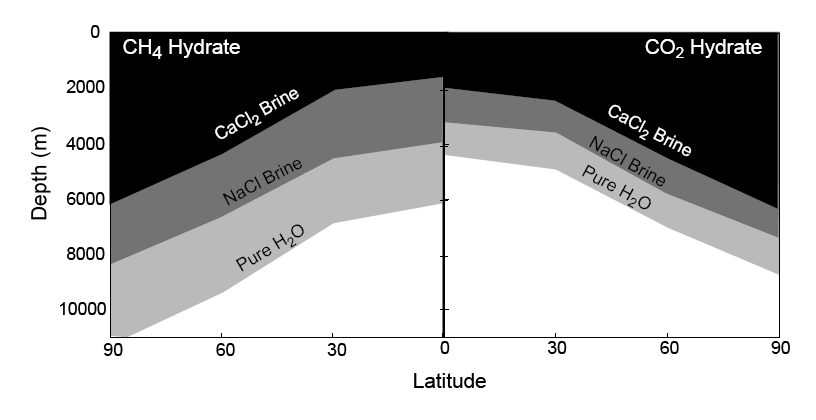 0
CH4 Hydrate
CO2 Hydrate
2000
4000
6000
8000
10000
Depth (m)
CaCl2 Brine
NaCl Brine
Pure H2O
CaCl2 Brine
NaCl Brine
Pure H2O
90 60 30 0 30 60 90
Latitude